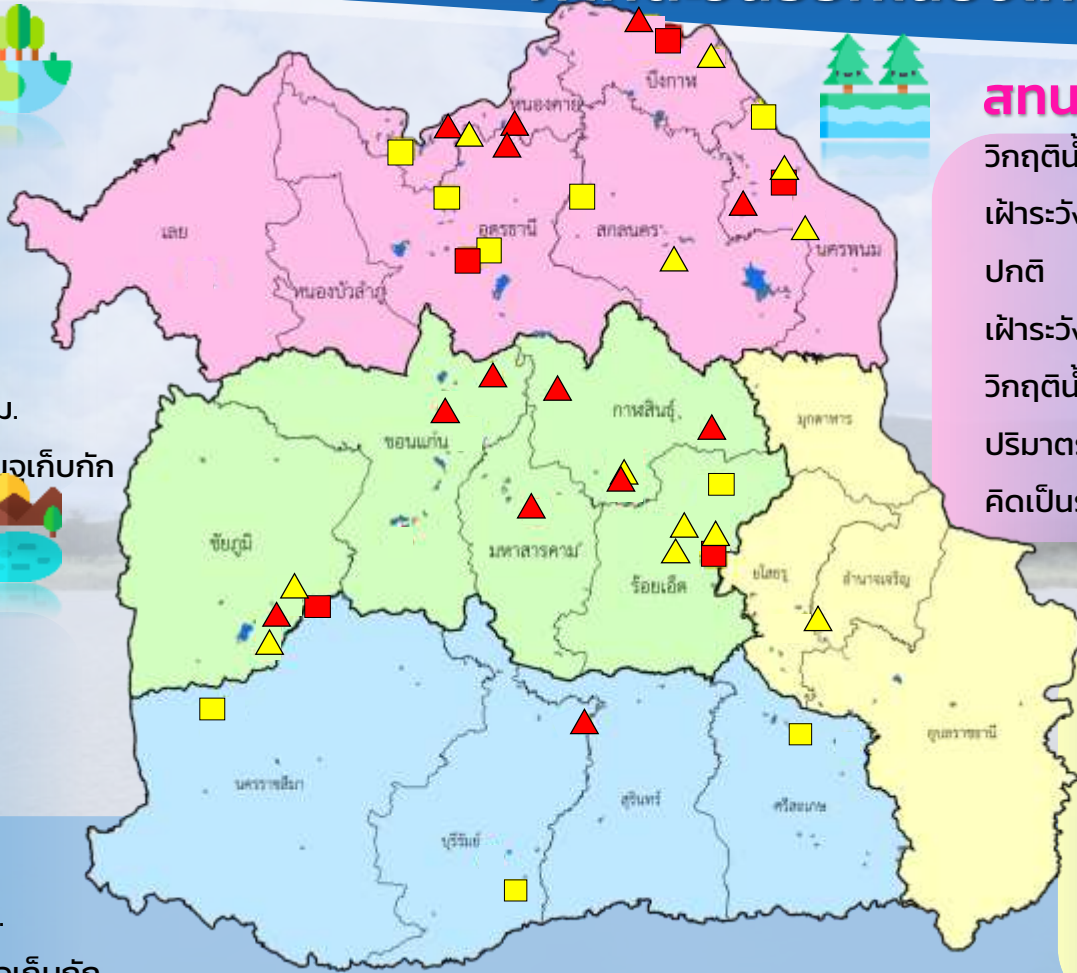 สทน
วิกฤติน้
เฝ้าระวัง
ปกติ
เฝ้าระวัง
วิกฤติน้
ปริมาตร
คิดเป็นร
ม.
เก็บกัก
บึงกาฬ
หนองคาย
เลย
อุดรธานี
สกลนคร
นครพนม
หนองบัวลำภู
กาฬสินธุ์
มุกดาหาร
ขอนแก่น
ชัยภูมิ
มหาสารคาม
ร้อยเอ็ด
ยโสธร
อำนาจเจริญ
อุบลราชธานี
นครราชสีมา
บุรีรัมย์
สุรินทร์
ศรีสะเกษ